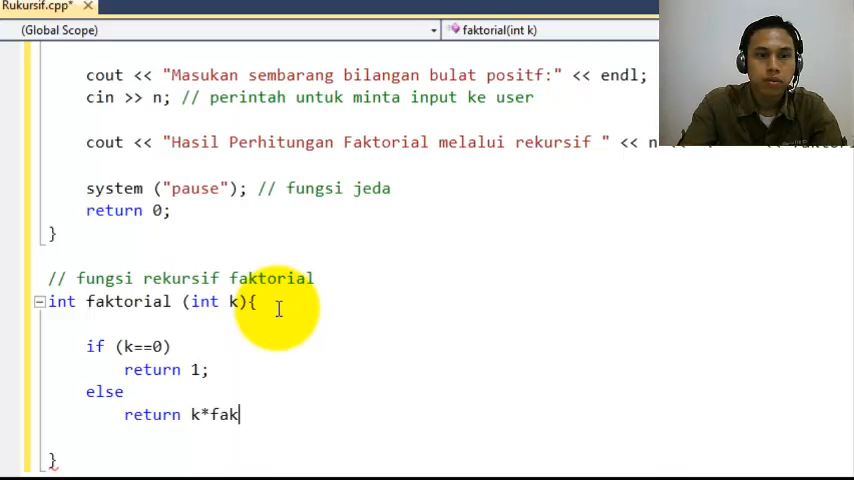 Rukursif.cpp*
(Global Scope)
faktorial(int k)
cout << "Masukan sembarang bilangan bulat positf:" << endl;
cin >> n; // perintah untuk minta input ke user
cout << "Hasil Perhitungan Faktorial melalui rekursif " << n
system ("pause"); // fungsi jeda
return 0;
}
// fungsi rekursif faktorial
int faktorial (int k){
if (k==0)
return 1;
else
return k*fak
}